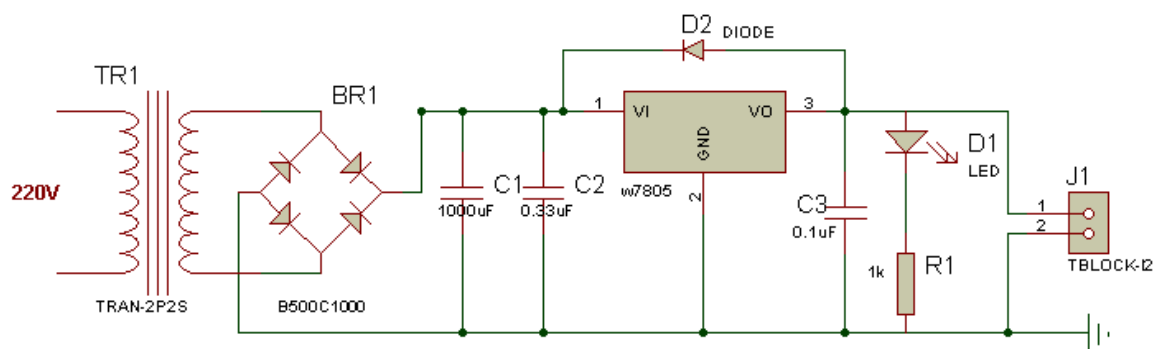 D2 DIODE
TR1
BR1
1
VI
VO
3
GND
220V
C1
1000uF
C2
0.33uF
w7805
2
C3
0.1uF
D1
LED
J1
1
2
1k
R1
TBLOCK-I2
TRAN-2P2S
B500C1000